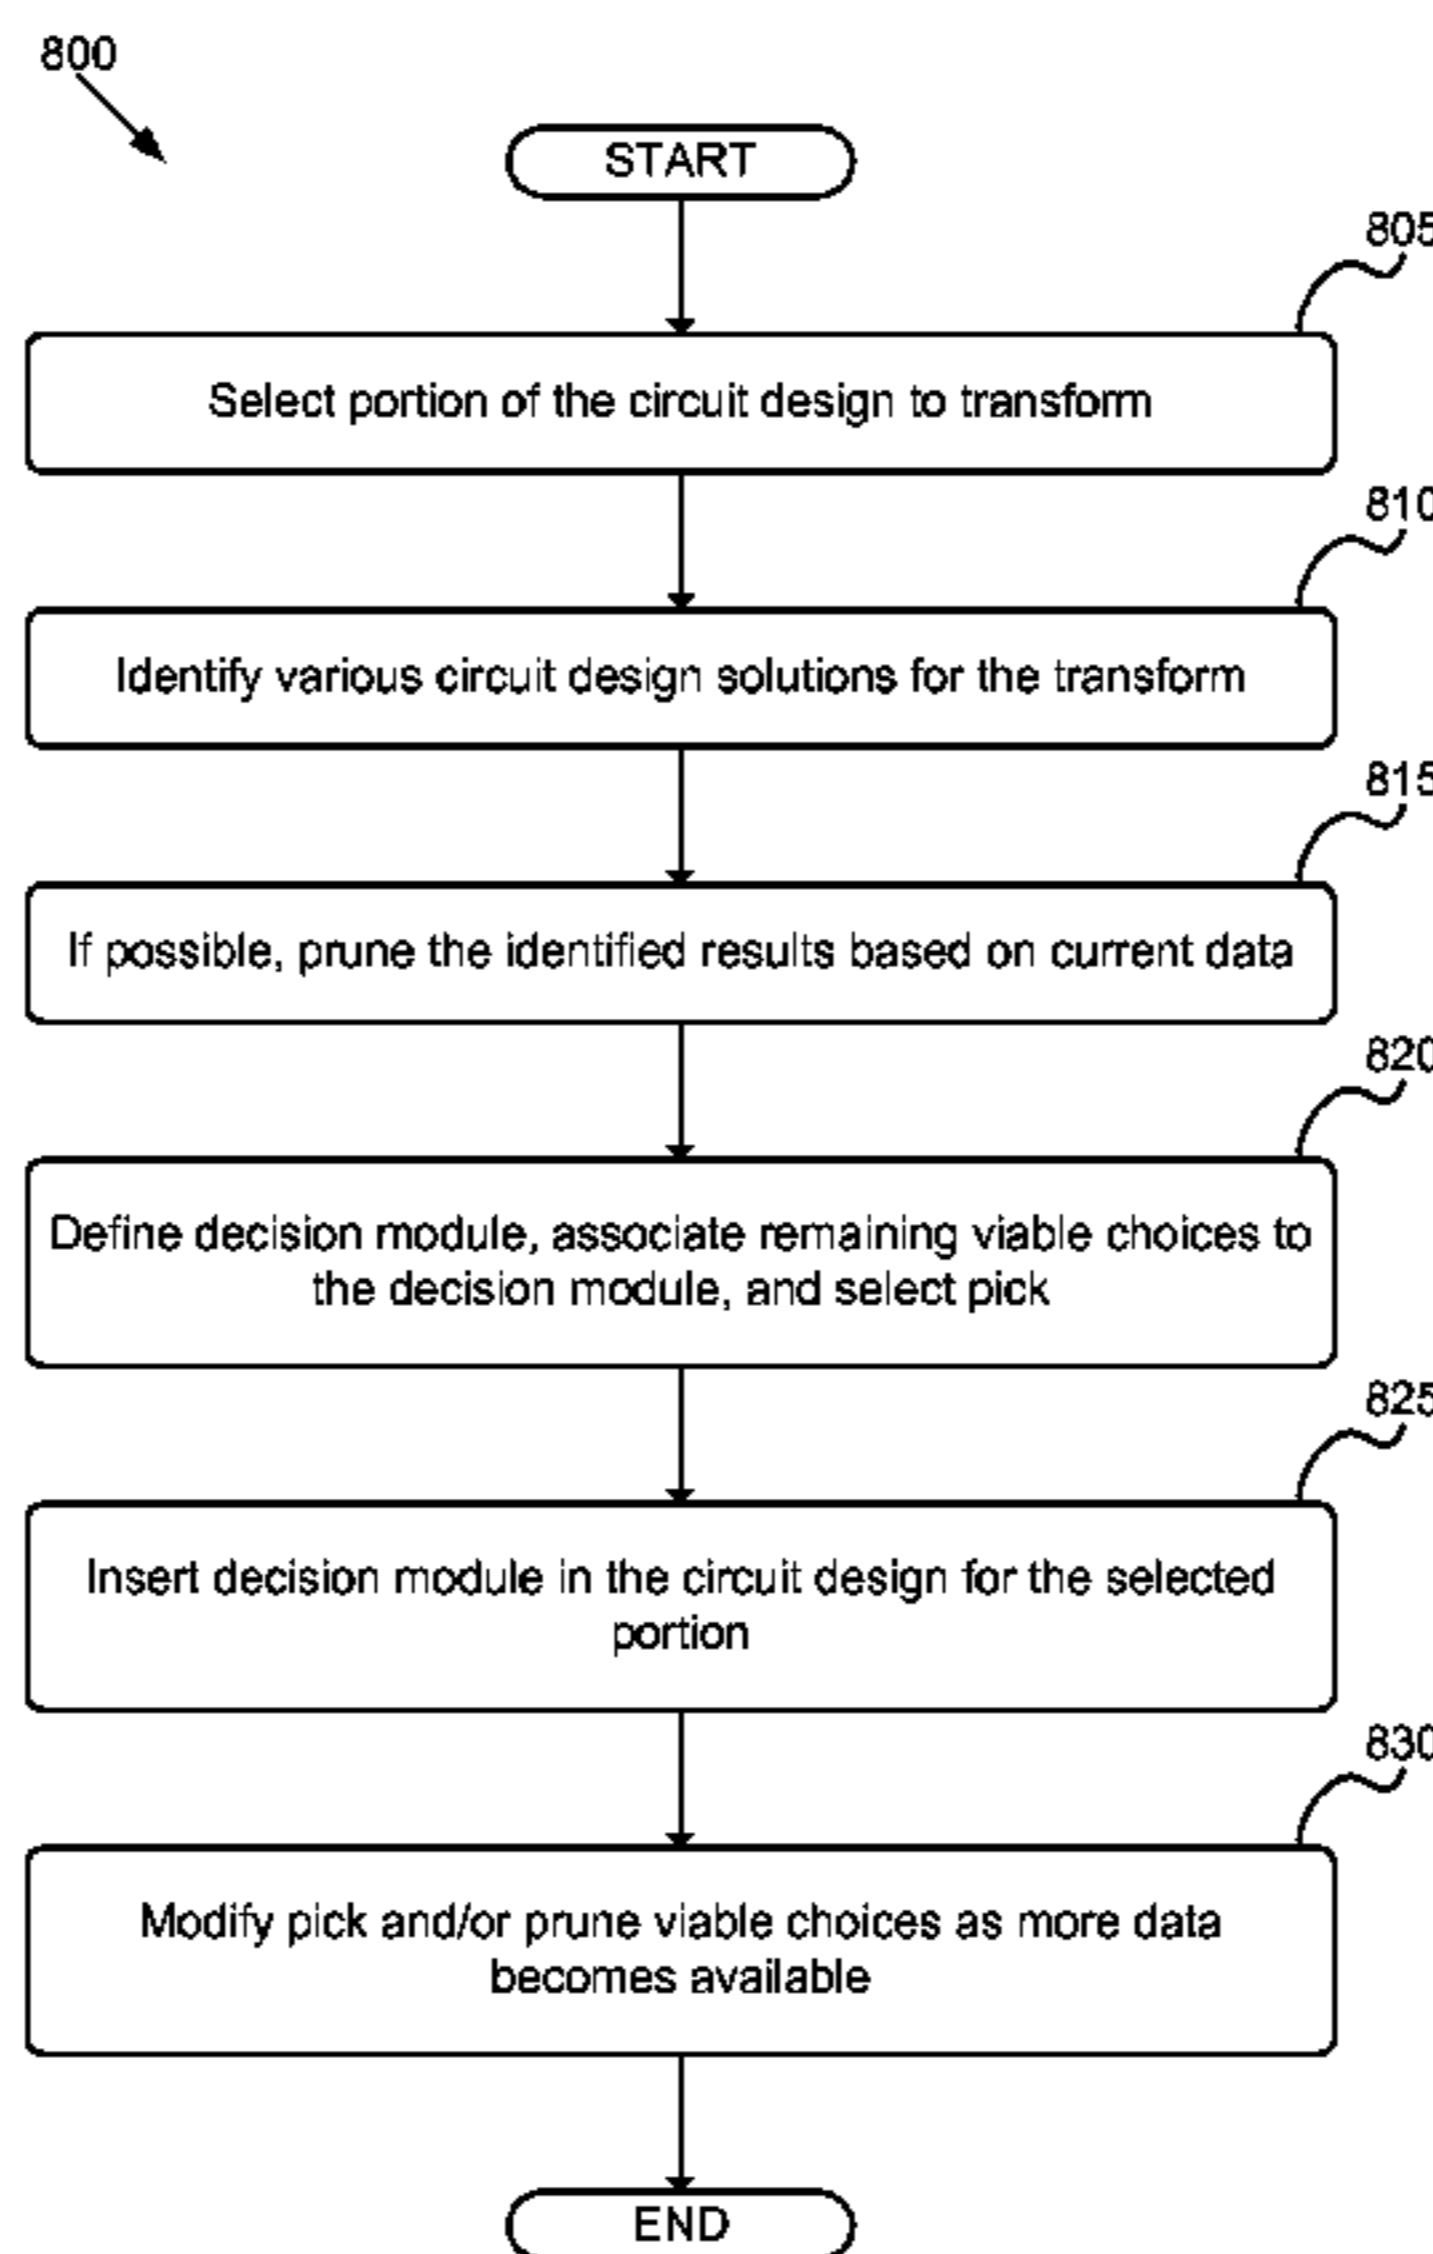 800
START
805
Select portion of the circuit design to transform
810
Identify various circuit design solutions for the transform
815
If possible, prune the identified results based on current data
820
Define decision module, associate remaining viable choices to
the decision module, and select pick
825
Insert decision module in the circuit design for the selected
portion
830
Modify pick and/or prune viable choices as more data
becomes available
END